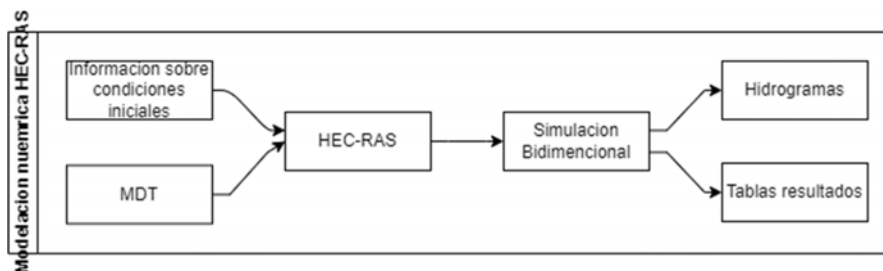 Modelacion nuemrica HEC-RAS
Informacion sobre
condiciones
iniciales
MDT
HEC-RAS
Simulacion
Bidimencional
Hidrogramas
Tablas resultados